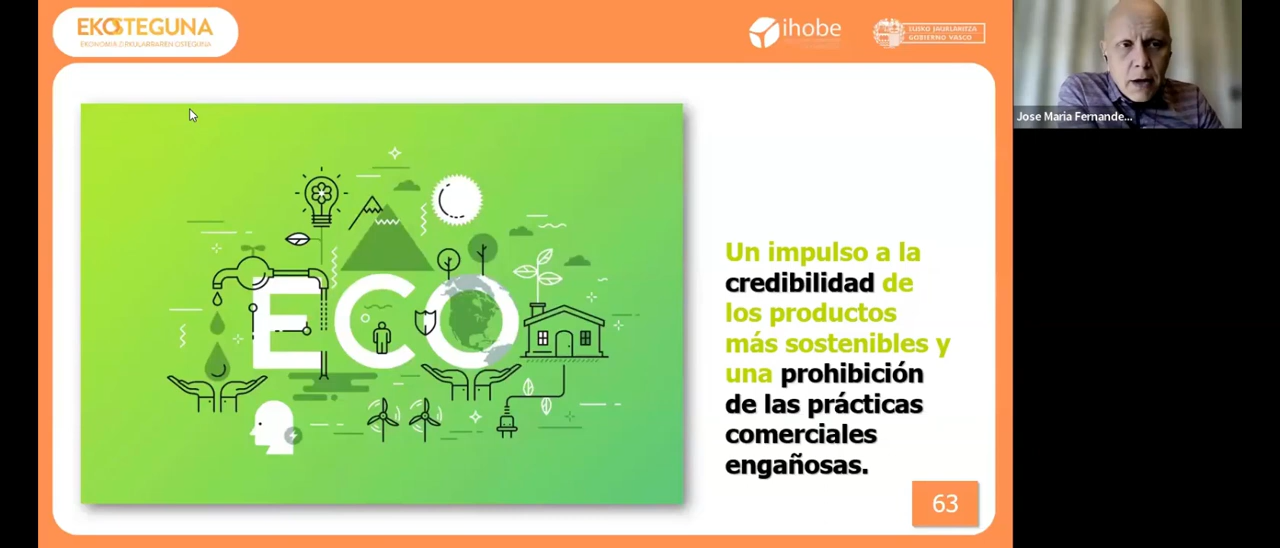 EKOSTEGUNA
EKONOMIA ZIRKULARRAREN OSTEGUNA
ihobe
EUSKO JAURLARITZA
GOBIERNO VASCO
Jose Maria Fernande...
ECO
Un impulso a la
credibilidad de
los productos
más sostenibles y
una prohibición
de las prácticas
comerciales
engañosas.
63